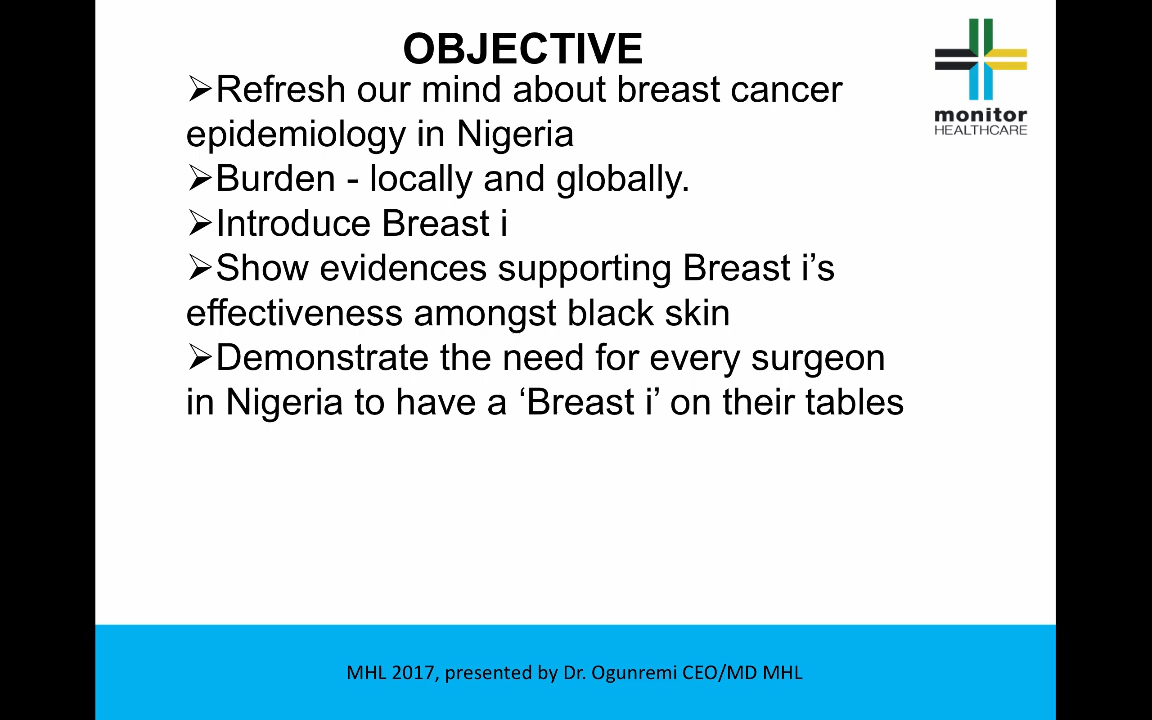 OBJECTIVE
➢Refresh our mind about breast cancer
epidemiology in Nigeria
➢Burden - locally and globally.
➢Introduce Breast i
➢Show evidences supporting Breast i’s
effectiveness amongst black skin
➢Demonstrate the need for every surgeon
in Nigeria to have a ‘Breast i’ on their tables
monitor
HEALTHCARE
MHL 2017, presented by Dr. Ogunremi CEO/MD MHL